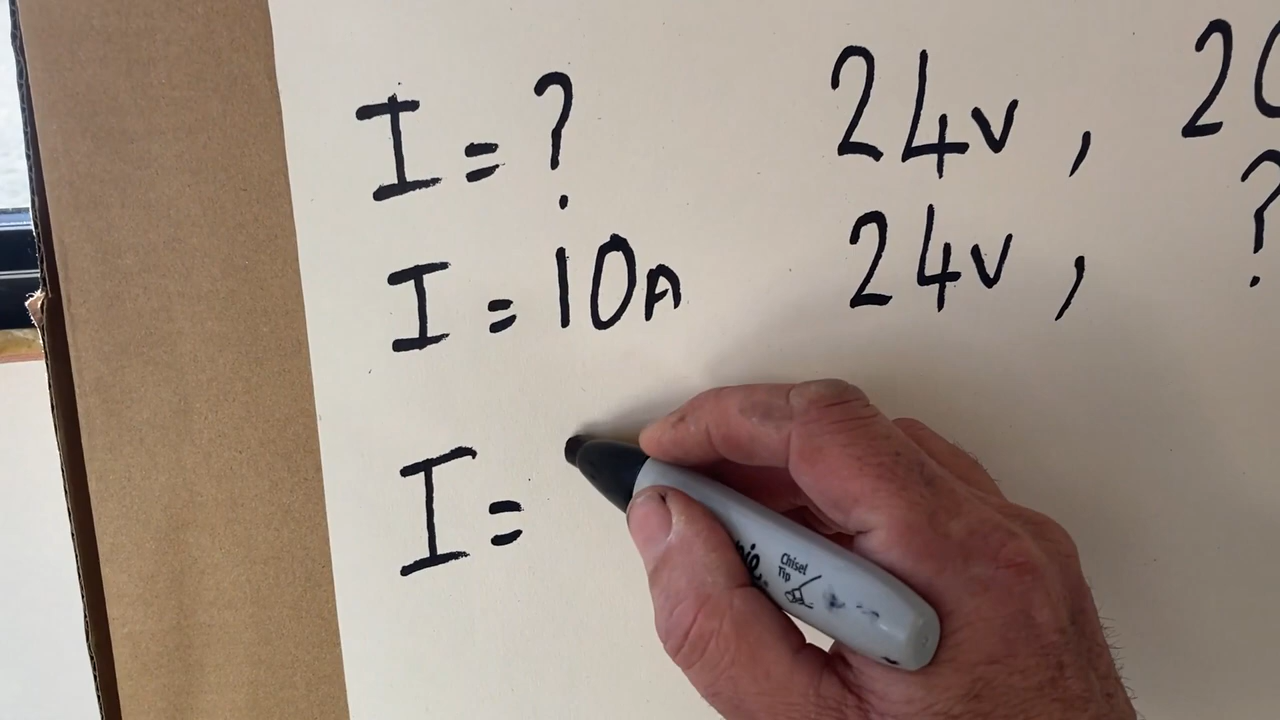 I = ? 24v, 20
I = 10A 24v, ?
I =
Chisel
Tip